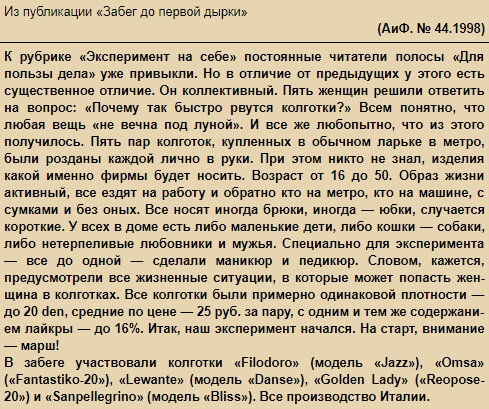 Из публикации «Забег до первой дырки»
(АиФ. № 44.1998)
К рубрике «Эксперимент на себе» постоянные читатели полосы «Для
пользы дела» уже привыкли. Но в отличие от предыдущих у этого есть
существенное отличие. Он коллективный. Пять женщин решили ответить
на вопрос: «Почему так быстро рвутся колготки?» Всем понятно, что
любая вещь «не вечна под луной». И все же любопытно, что из этого
получилось. Пять пар колготок, купленных в обычном ларьке в метро,
были розданы каждой лично в руки. При этом никто не знал, изделия
какой именно фирмы будет носить. Возраст от 16 до 50. Образ жизни
активный, все ездят на работу и обратно кто на метро, кто на машине, с
сумками и без оных. Все носят иногда брюки, иногда — юбки, случается
короткие. У всех в доме есть либо маленькие дети, либо кошки — собаки,
либо нетерпеливые любовники и мужья. Специально для эксперимента
— все до одной — сделали маникюр и педикюр. Словом, кажется,
предусмотрели все жизненные ситуации, в которые может попасть жен-
щина в колготках. Все колготки были примерно одинаковой плотности —
до 20 den, средние по цене — 25 руб. за пару, с одним и тем же содержани-
ем лайкры — до 16%. Итак, наш эксперимент начался. На старт, внимание
— марш!
В забеге участвовали колготки «Filodoro» (модель «Jazz»), «Omsa»
(«Fantastiko-20»), «Lewante» (модель «Danse»), «Golden Lady» («Reopose-
20») и «Sanpellegrino» (модель «Bliss»). Все производство Италии.